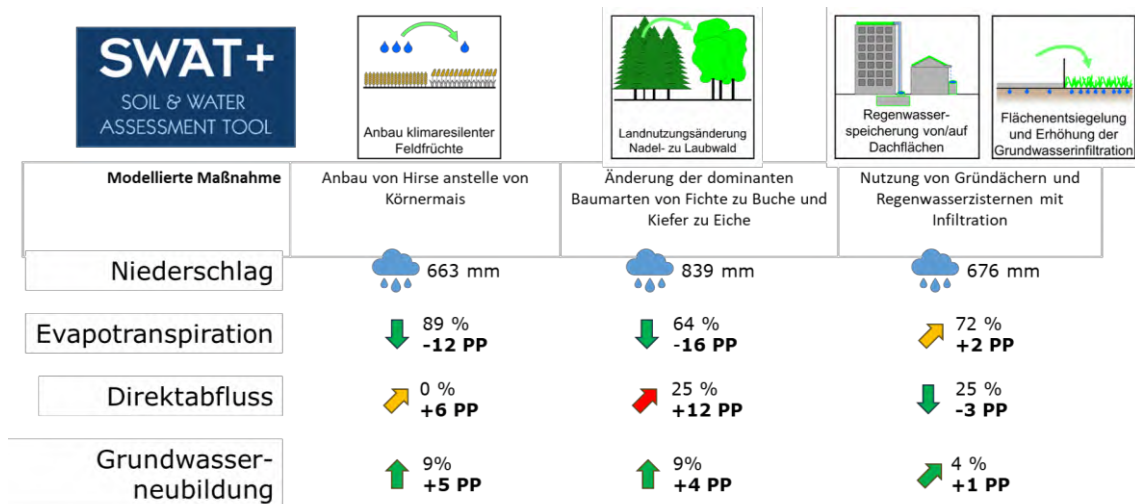 SWAT+
SOIL & WATER
ASSESSMENT TOOL
Anbau klimaresilenter
Feldfrüchte
Landnutzungsänderung
Nadel- zu Laubwald
Regenwasser-
speicherung von/auf
Dachflächen
Flächenentsiegelung
und Erhöhung der
Grundwasserinfiltration
Modellierte Maßnahme
Anbau von Hirse anstelle von
Körnermais
Änderung der dominanten
Baumarten von Fichte zu Buche und
Kiefer zu Eiche
Nutzung von Gründächern und
Regenwasserzisternen mit
Infiltration
Niederschlag
663 mm
839 mm
676 mm
Evapotranspiration
89 %
-12 PP
64 %
-16 PP
72 %
+2 PP
Direktabfluss
0 %
+6 PP
25 %
+12 PP
25 %
-3 PP
Grundwasser-
neubildung
9%
+5 PP
9%
+4 PP
4 %
+1 PP